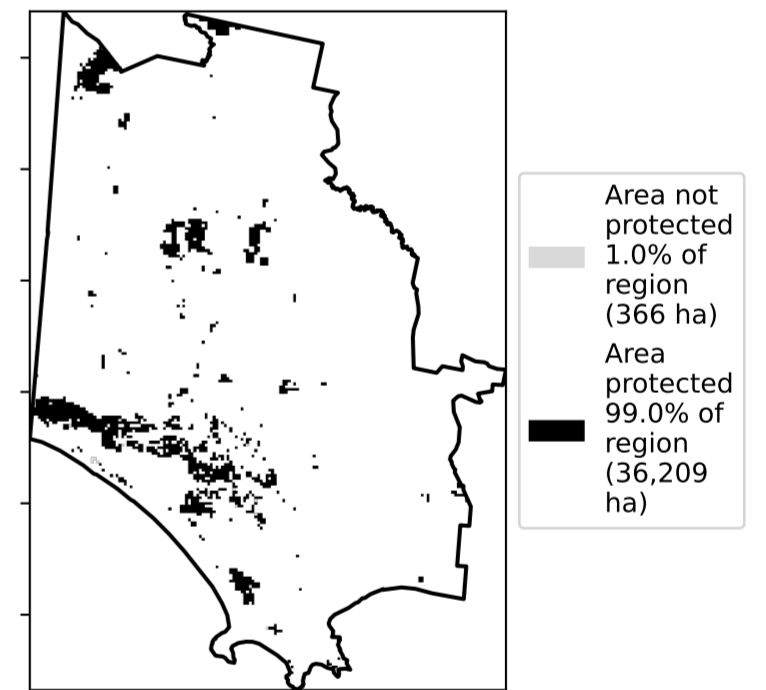 Area not
protected
1.0% of
region
(366 ha)
Area
protected
99.0% of
region
(36,209
ha)